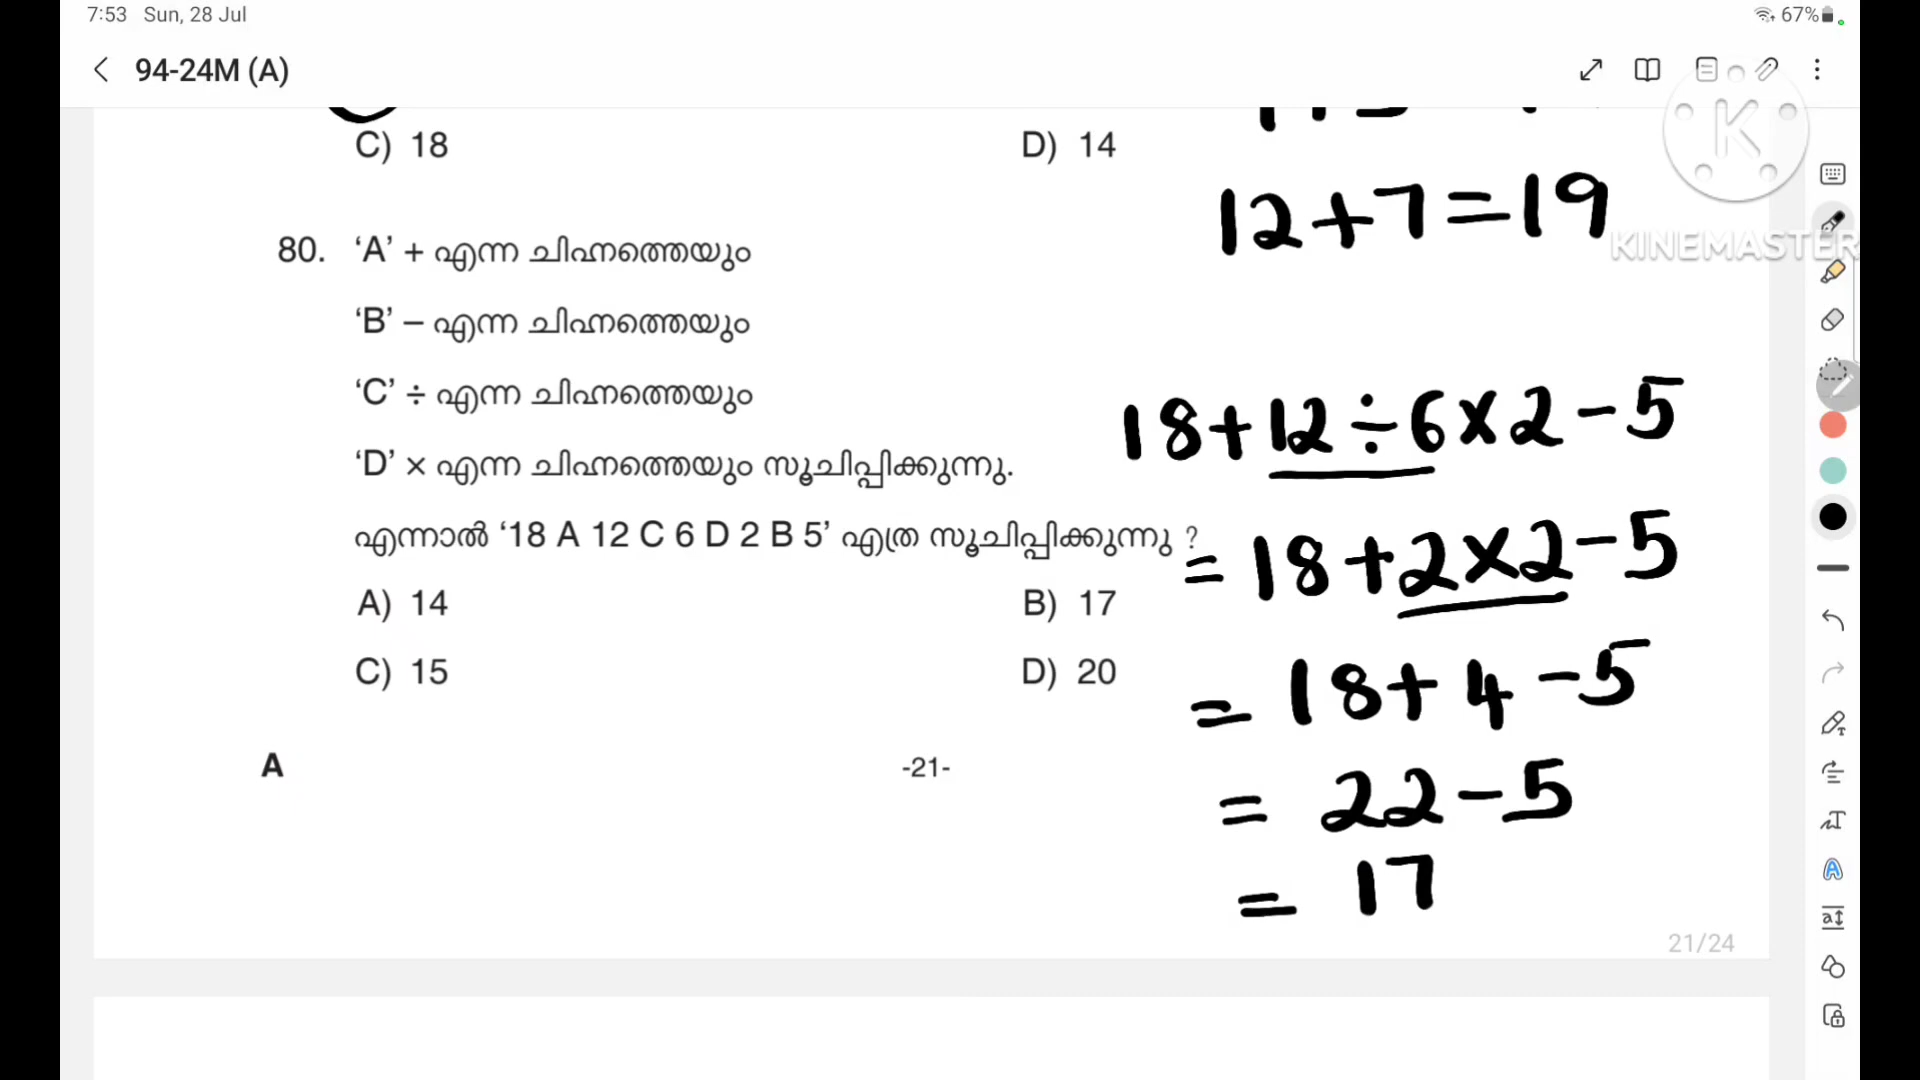 7:53 Sun, 28 Jul
67%
94-24M (A)
C) 18
D) 14
12+7=19
KINEMASTER
80. ‘A’ + എന്ന ചിഹ്നത്തെയും
‘B’ – എന്ന ചിഹ്നത്തെയും
‘C’ ÷ എന്ന ചിഹ്നത്തെയും
‘D’ × എന്ന ചിഹ്നത്തെയും സൂചിപ്പിക്കുന്നു.
എന്നാൽ ‘18 A 12 C 6 D 2 B 5’ എത്ര സൂചിപ്പിക്കുന്നു ?
A) 14
B) 17
C) 15
D) 20
18+12÷6×2-5
= 18+2×2-5
= 18+4-5
= 22-5
= 17
A
-21-
21/24